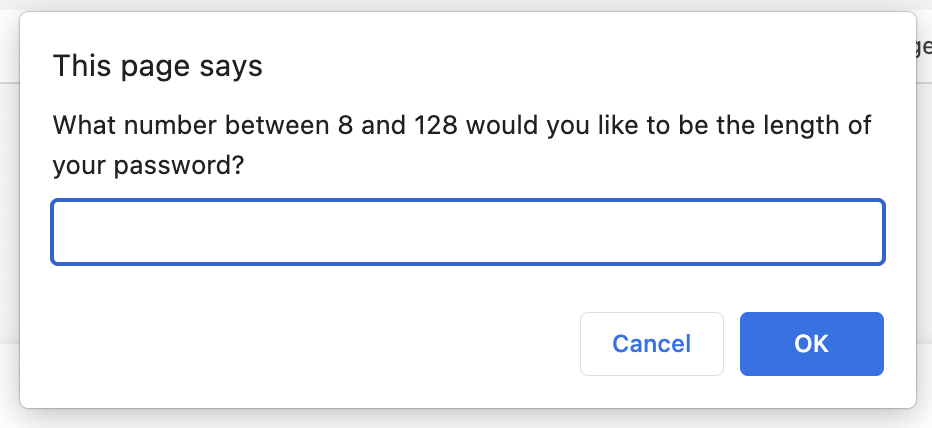 This page says
What number between 8 and 128 would you like to be the length of
your password?
Cancel
OK